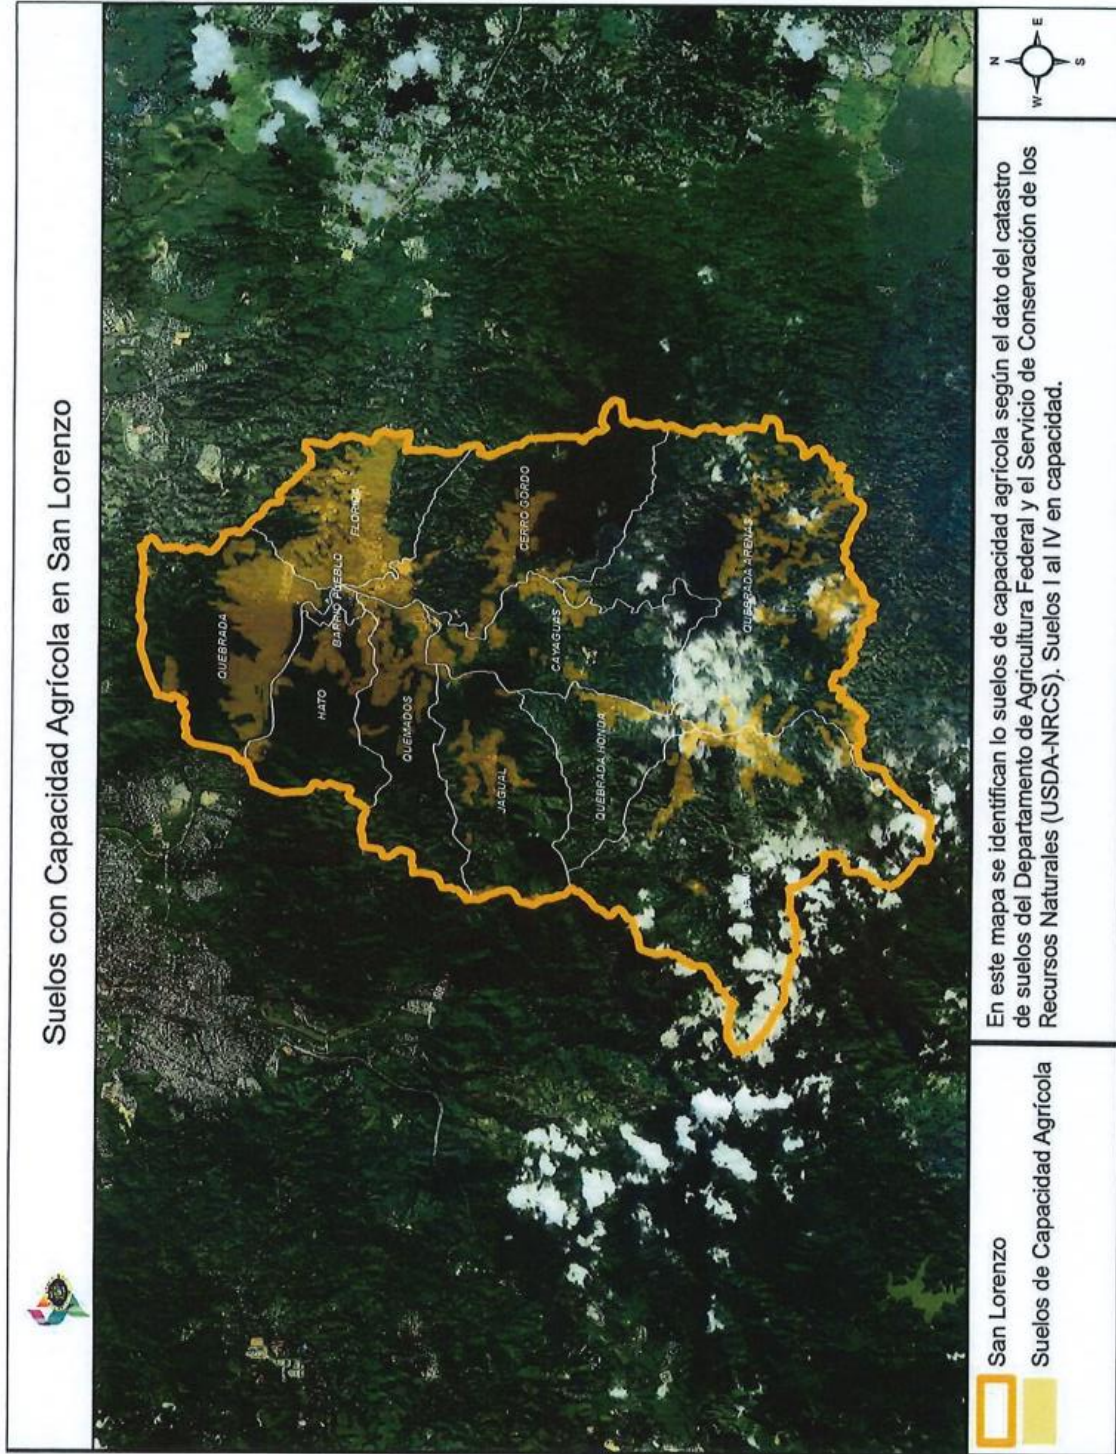 Suelos con Capacidad Agrícola en San Lorenzo
QUEBRADA
FLORIDA
BARRIO PUEBLO
HATO
QUEMADOS
CERRO GORDO
JAGUAL
CAYAGUAS
QUEBRADA HONDA
QUEBRADA ARENAS
San Lorenzo
Suelos de Capacidad Agrícola
En este mapa se identifican lo suelos de capacidad agrícola según el dato del catastro
de suelos del Departamento de Agricultura Federal y el Servicio de Conservación de los
Recursos Naturales (USDA-NRCS). Suelos I al IV en capacidad.
N
W
E
S